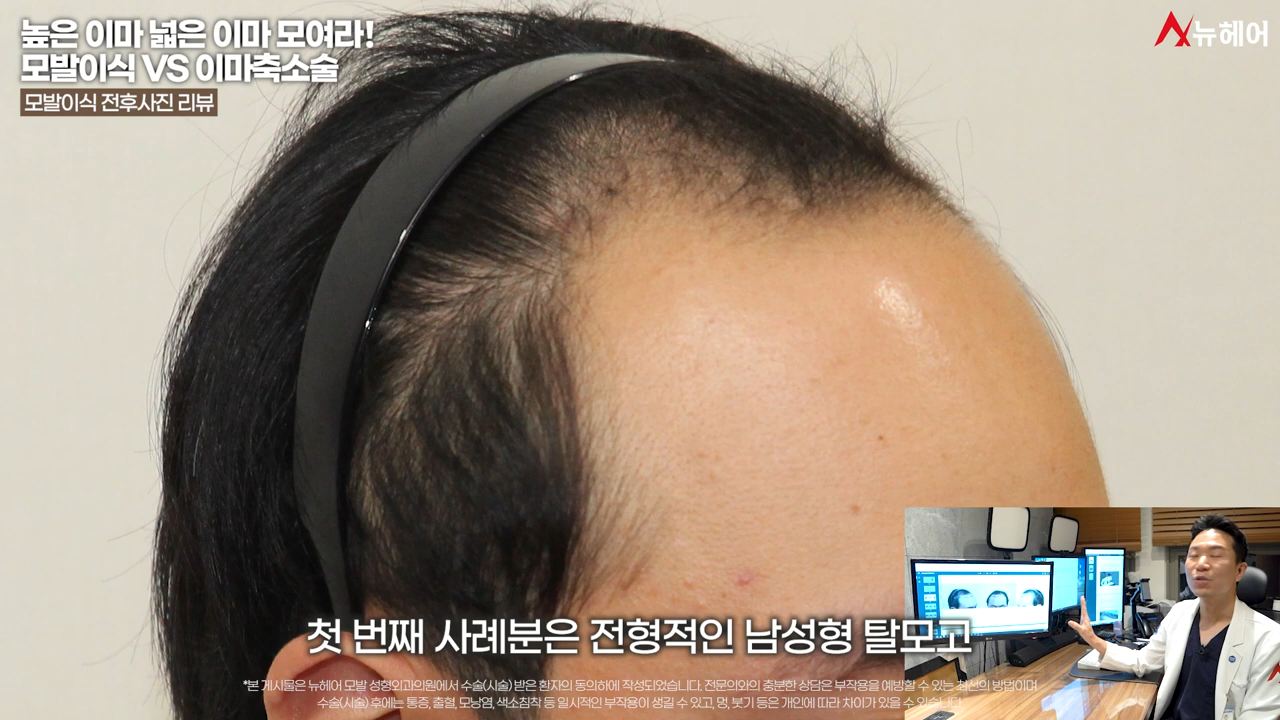 높은 이마 넓은 이마 모여라!
모발이식 VS 이마축소술
모발이식 전후사진 리뷰
뉴헤어
첫 번째 사례분은 전형적인 남성형 탈모고
*본 게시물은 뉴헤어 모발 성형외과의원에서 수술(시술) 받은 환자의 동의하에 작성되었습니다. 전문의와의 충분한 상담은 부작용을 예방할 수 있는 최선의 방법이며
수술(시술) 후에는 통증, 출혈, 모낭염, 색소침착 등 일시적인 부작용이 생길 수 있고, 멍, 붓기 등은 개인에 따라 차이가 있을 수 있습니다.